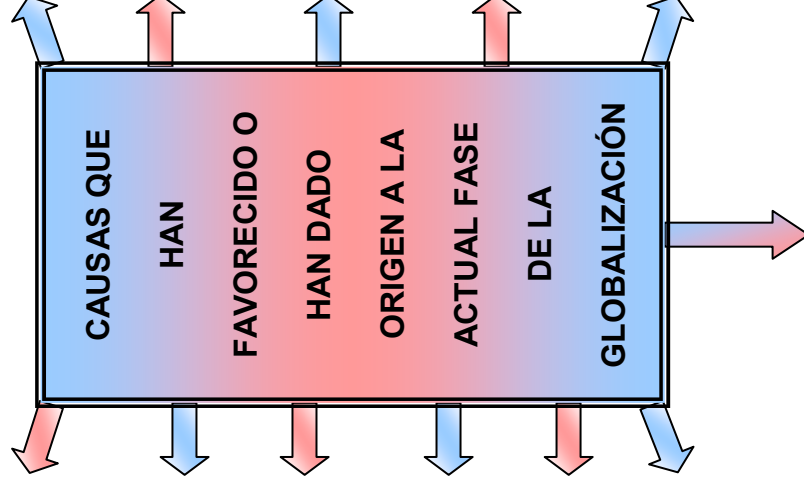 CAUSAS QUE
HAN
FAVORECIDO O
HAN DADO
ORIGEN A LA
ACTUAL FASE
DE LA
GLOBALIZACIÓN